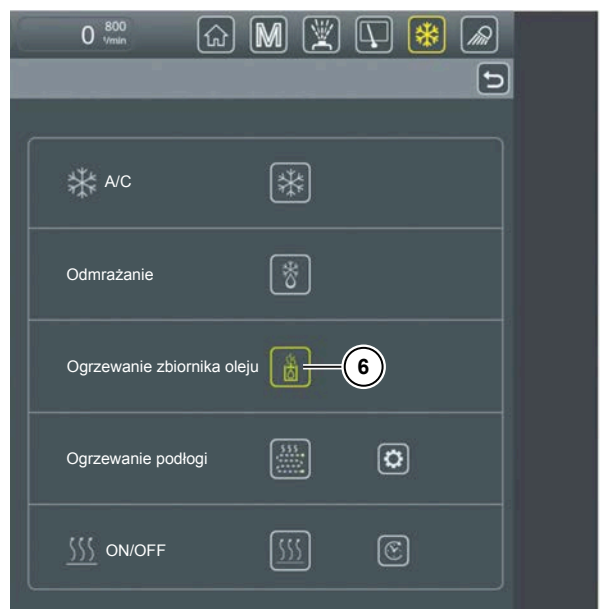 0 800
1/min
M
A/C
Odmrażanie
Ogrzewanie zbiornika oleju
6
Ogrzewanie podłogi
ON/OFF